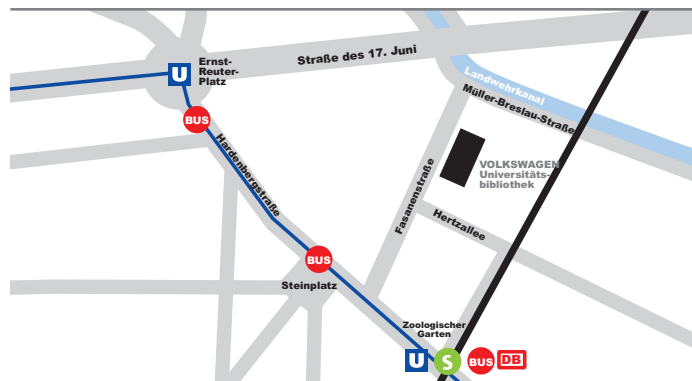 Ernst-
Reuter-
Platz
U
Straße des 17. Juni
Landwehrkanal
Müller-Breslau-Straße
BUS
Hardenbergstraße
VOLKSWAGEN
Universitäts-
bibliothek
Fasanenstraße
Hertzallee
BUS
Steinplatz
Zoologischer
Garten
U
S
BUS
DB